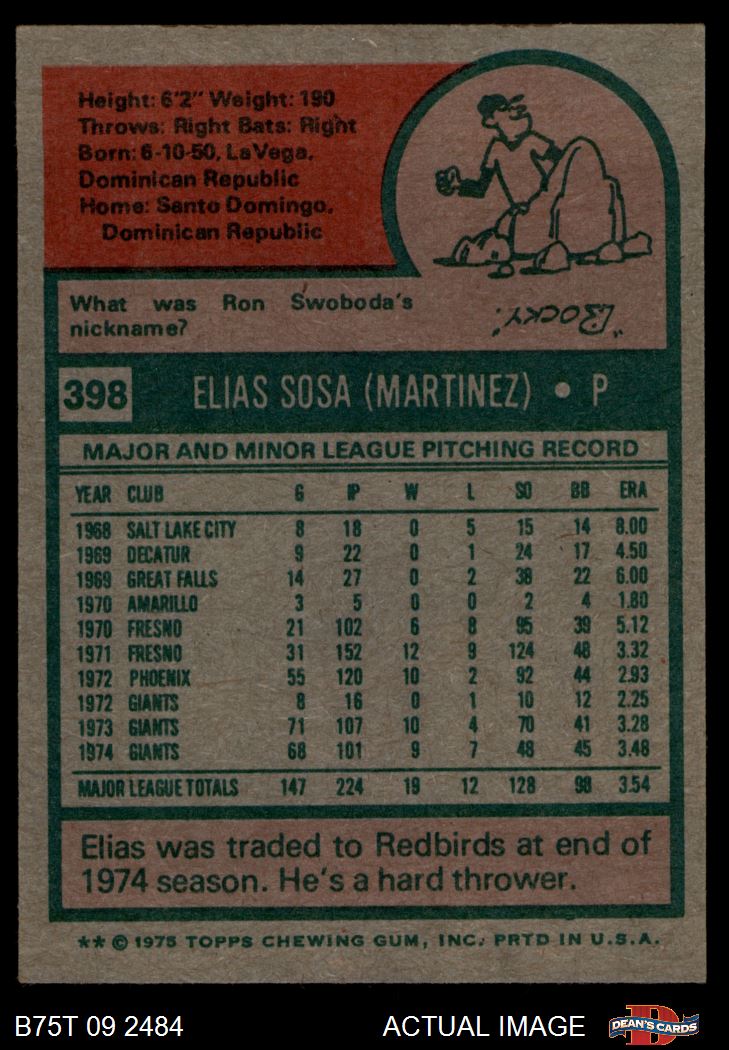 Height: 6'2" Weight: 190
Throws: Right Bats: Right
Born: 6-10-50, LaVega,
Dominican Republic
Home: Santo Domingo,
Dominican Republic
What was Ron Swoboda's
nickname?
"Rocky."
398 ELIAS SOSA (MARTINEZ) • P
MAJOR AND MINOR LEAGUE PITCHING RECORD
YEAR CLUB G IP W L SO BB ERA
1968 SALT LAKE CITY 8 18 0 5 15 14 8.00
1969 DECATUR 9 22 0 1 24 17 4.50
1969 GREAT FALLS 14 27 0 2 38 22 6.00
1970 AMARILLO 3 5 0 0 2 4 1.80
1970 FRESNO 21 102 6 8 95 39 5.12
1971 FRESNO 31 152 12 9 124 48 3.32
1972 PHOENIX 55 120 10 2 92 44 2.93
1972 GIANTS 8 16 0 1 10 12 2.25
1973 GIANTS 71 107 10 4 70 41 3.28
1974 GIANTS 68 101 9 7 48 45 3.48
MAJOR LEAGUE TOTALS 147 224 19 12 128 98 3.54
Elias was traded to Redbirds at end of
1974 season. He's a hard thrower.
** © 1975 TOPPS CHEWING GUM, INC. PRTD IN U.S.A.
B75T 09 2484 ACTUAL IMAGE DEAN'S CARDS